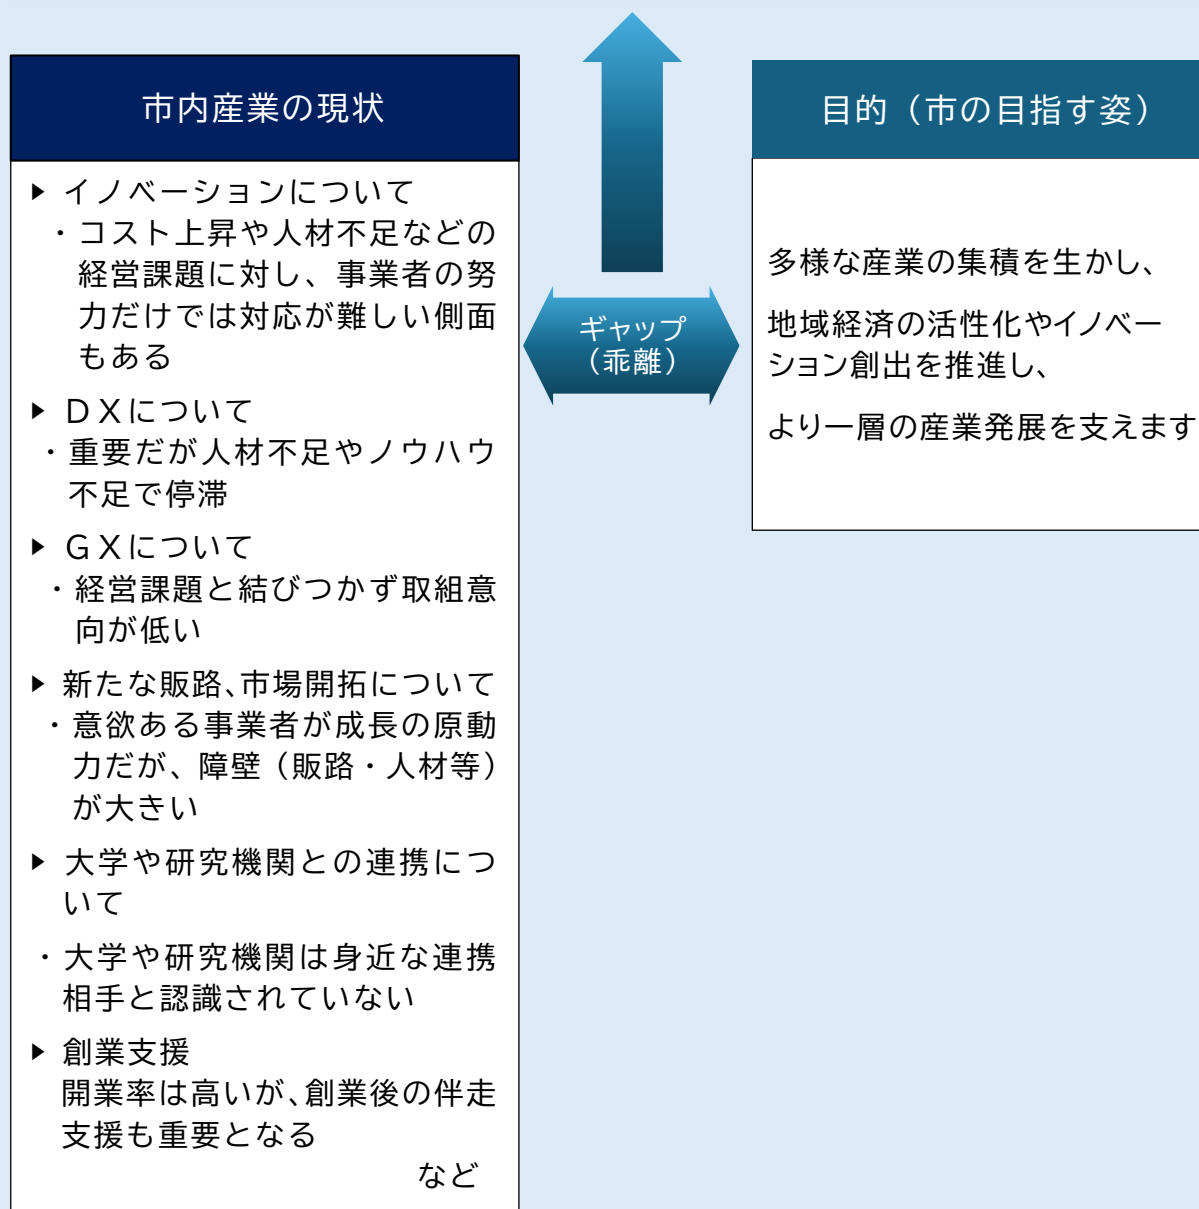 市内産業の現状
▶ イノベーションについて
・コスト上昇や人材不足などの
経営課題に対し、事業者の努
力だけでは対応が難しい側面
もある
▶ ＤＸについて
・重要だが人材不足やノウハウ
不足で停滞
▶ ＧＸについて
・経営課題と結びつかず取組意
向が低い
▶ 新たな販路、市場開拓について
・意欲ある事業者が成長の原動
力だが、障壁（販路・人材等）
が大きい
▶ 大学や研究機関との連携につ
いて
・大学や研究機関は身近な連携
相手と認識されていない
▶ 創業支援
開業率は高いが、創業後の伴走
支援も重要となる
など
ギャップ
（乖離）
目的（市の目指す姿）
多様な産業の集積を生かし、
地域経済の活性化やイノベー
ション創出を推進し、
より一層の産業発展を支えます